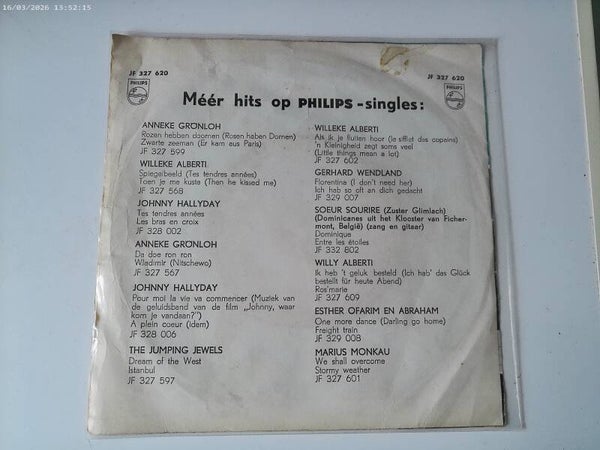 16/03/2026 13:52:15
JF 327 620
JF 327 620
PHILIPS
PHILIPS
Méér hits op PHILIPS-singles:
ANNEKE GRÖNLOH
Rozen hebben doornen (Rosen haben Dornen)
Zwarte zeeman (Er kam aus Paris)
JF 327 599
WILLEKE ALBERTI
Spiegelbeeld (Tes tendres années)
Toen je me kuste (Then he kissed me)
JF 327 568
JOHNNY HALLYDAY
Tes tendres années
Les bras en croix
JF 328 002
ANNEKE GRÖNLOH
Da doe ron ron
Wladimir (Nitschewo)
JF 327 567
JOHNNY HALLYDAY
Pour moi la vie va commencer (Muziek van
de geluidsband van de film „Johnny, waar
kom je vandaan?")
A plein coeur (idem)
JF 328 006
THE JUMPING JEWELS
Dream of the West
Istanbul
JF 327 597
WILLEKE ALBERTI
Als ik je fluiten hoor (le sifflet des copains)
'n Kleinigheid zegt soms veel
(Little things mean a lot)
JF 327 602
GERHARD WENDLAND
Florentina (I don't need her)
Ich hab so oft an dich gedacht
JF 329 007
SOEUR SOURIRE (Zuster Glimlach)
(Dominicanes uit het Klooster van Ficher-
mont, België) (zang en gitaar)
Dominique
Entre les étoiles
JF 332 802
WILLY ALBERTI
Ik heb 't geluk besteld (Ich hab' das Glück
bestellt für heute Abend)
Ros'marie
JF 327 609
ESTHER OFARIM EN ABRAHAM
One more dance (Darling go home)
Freight train
JF 329 008
MARIUS MONKAU
We shall overcome
Stormy weather
JF 327 601